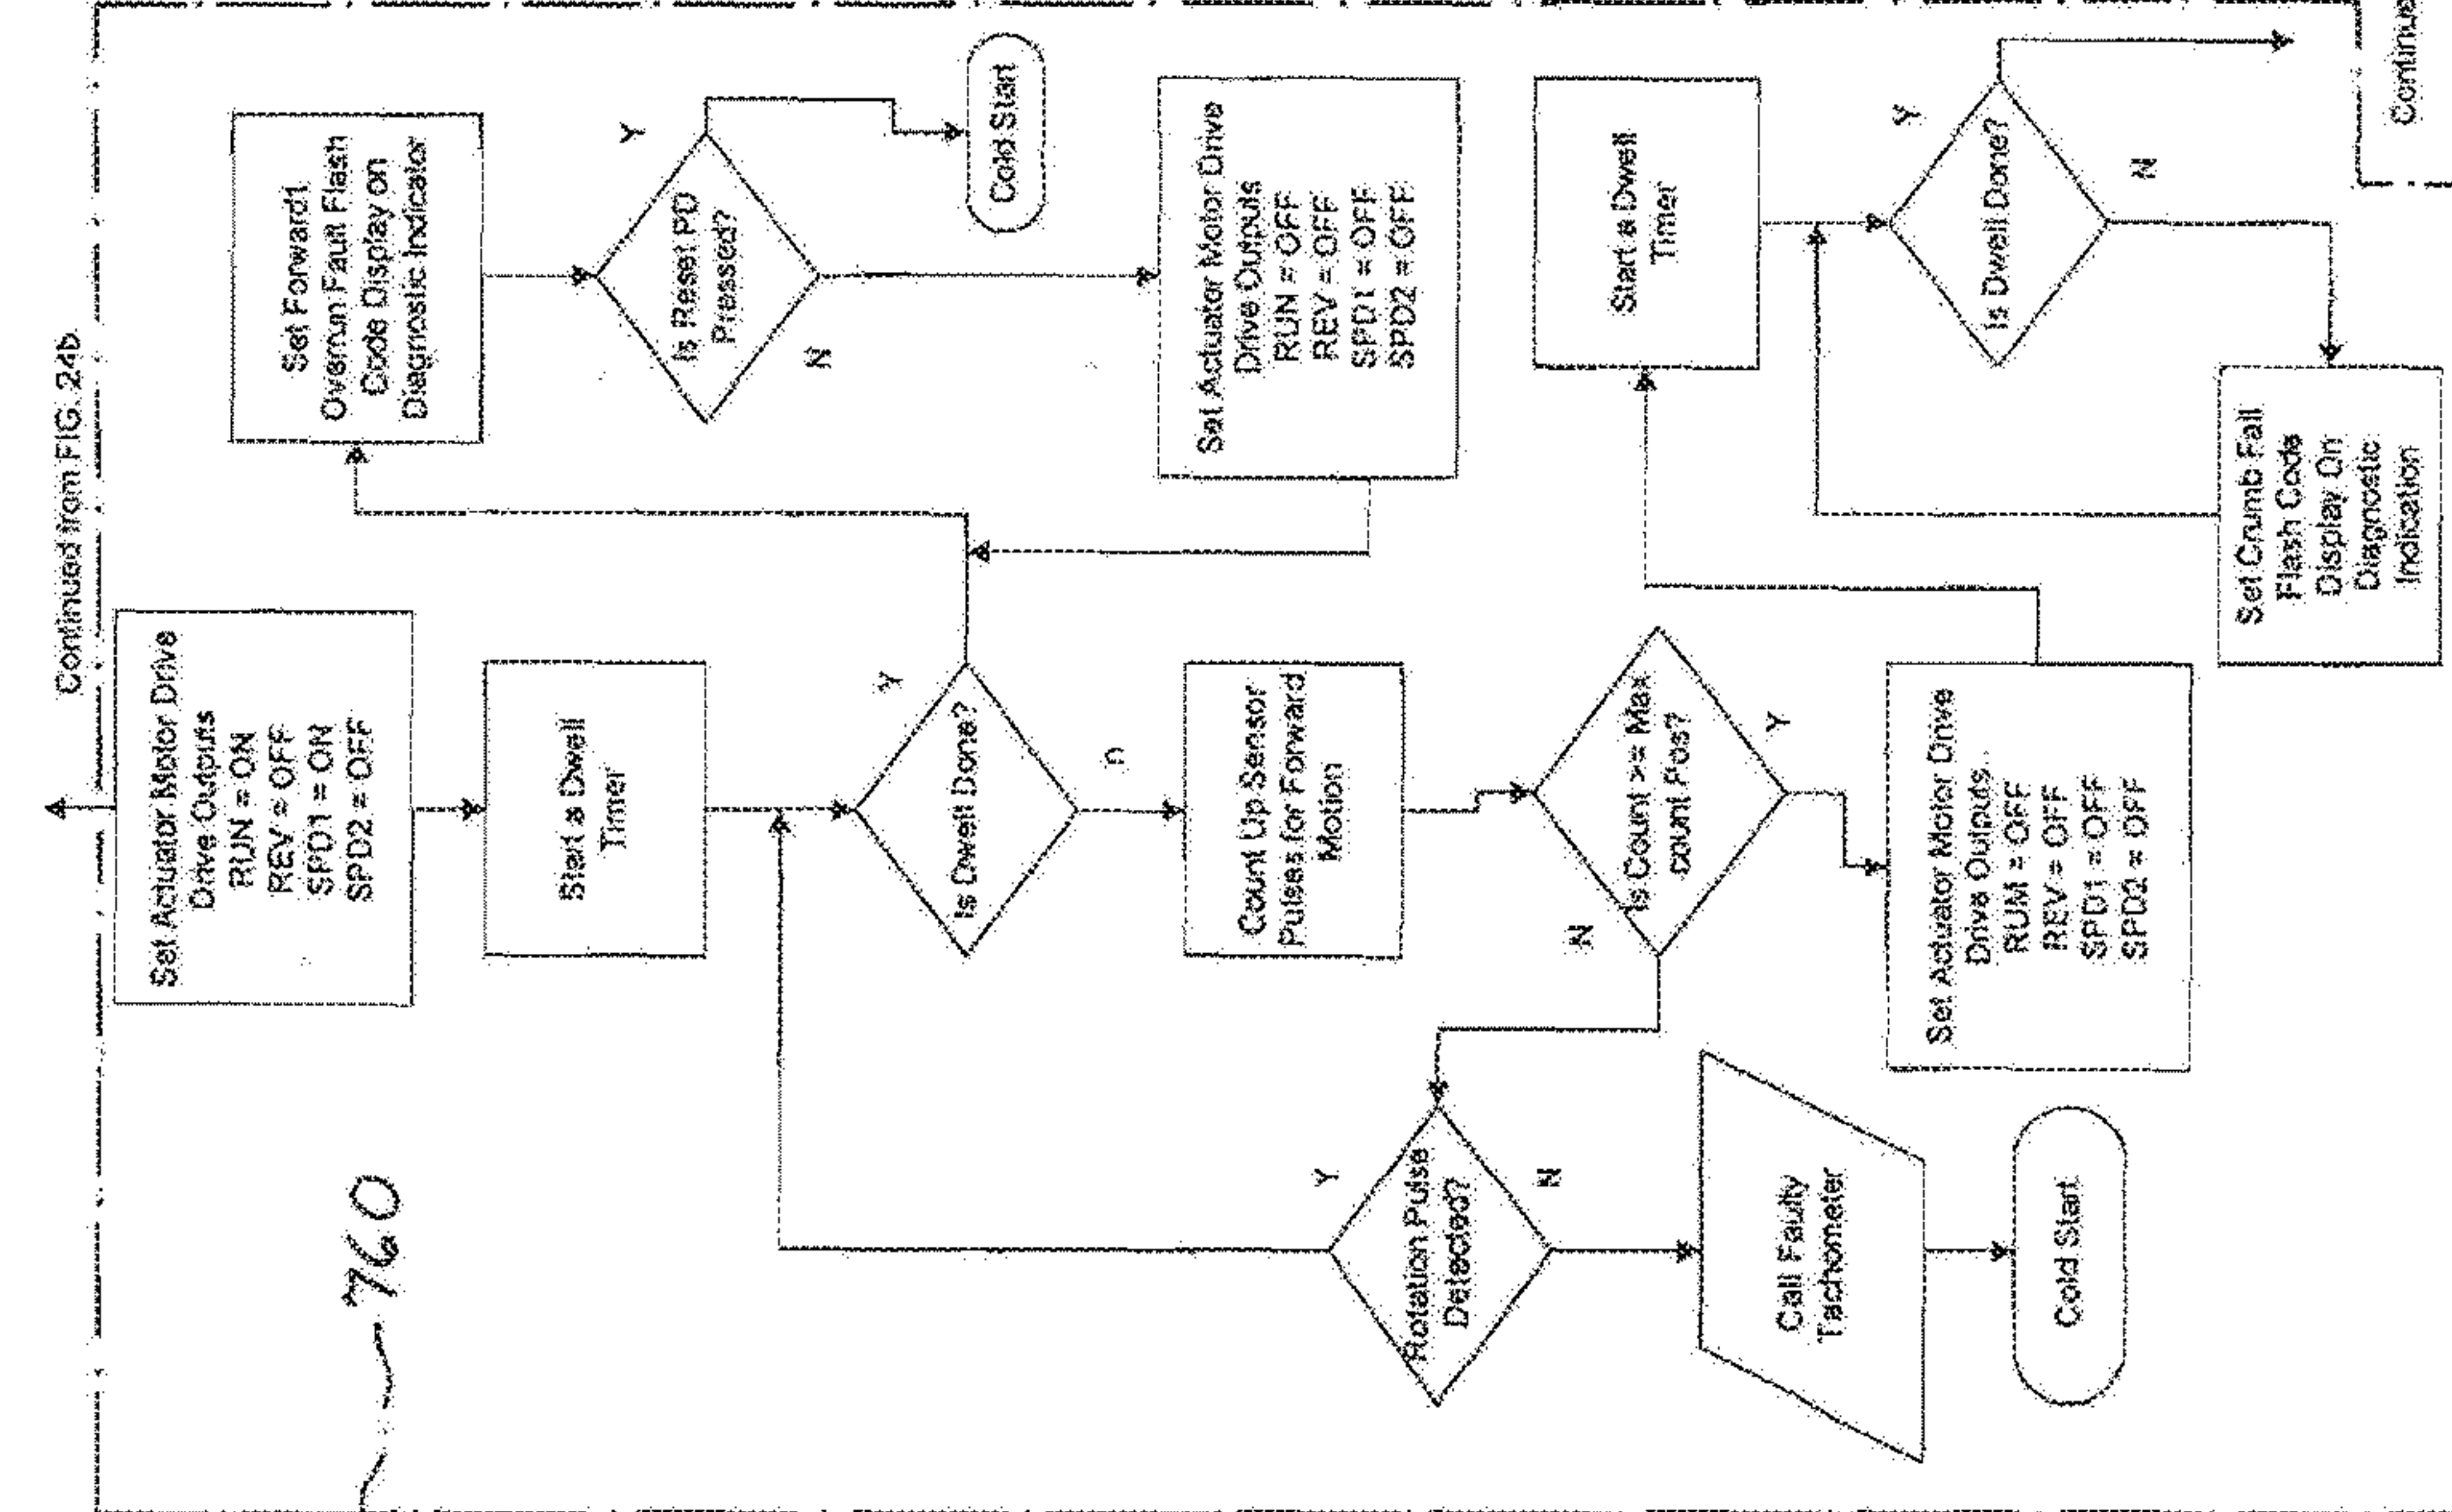 Continued from FIG. 24b
Set Actuator Motor Drive
Drive Outputs
RUN = ON
REV = OFF
SPD1 = ON
SPD2 = OFF
Start a Dwell
Timer
Is Dwell Done?
Y
n
Count Up Sensor
Pulses for Forward
Motion
Is Count >= Max
count Pos?
N
Y
Set Actuator Motor Drive
Drive Outputs
RUM = OFF
REV = OFF
SPD1 = OFF
SPD2 = OFF
Rotation Pulse
Detected?
Y
N
Call Faulty
Tachometer
Cold Start
760
Set Forward1
Overrun Fault Flash
Code Display on
Diagnostic Indicator
Is Reset PD
Pressed?
Y
N
Cold Start
Set Actuator Motor Drive
Drive Outputs
RUN = OFF
REV = OFF
SPD1 = OFF
SPD2 = OFF
Start a Dwell
Timer
Is Dwell Done?
Y
N
Set Crumb Fall
Flash Code
Display On
Diagnostic
Indication
Continue